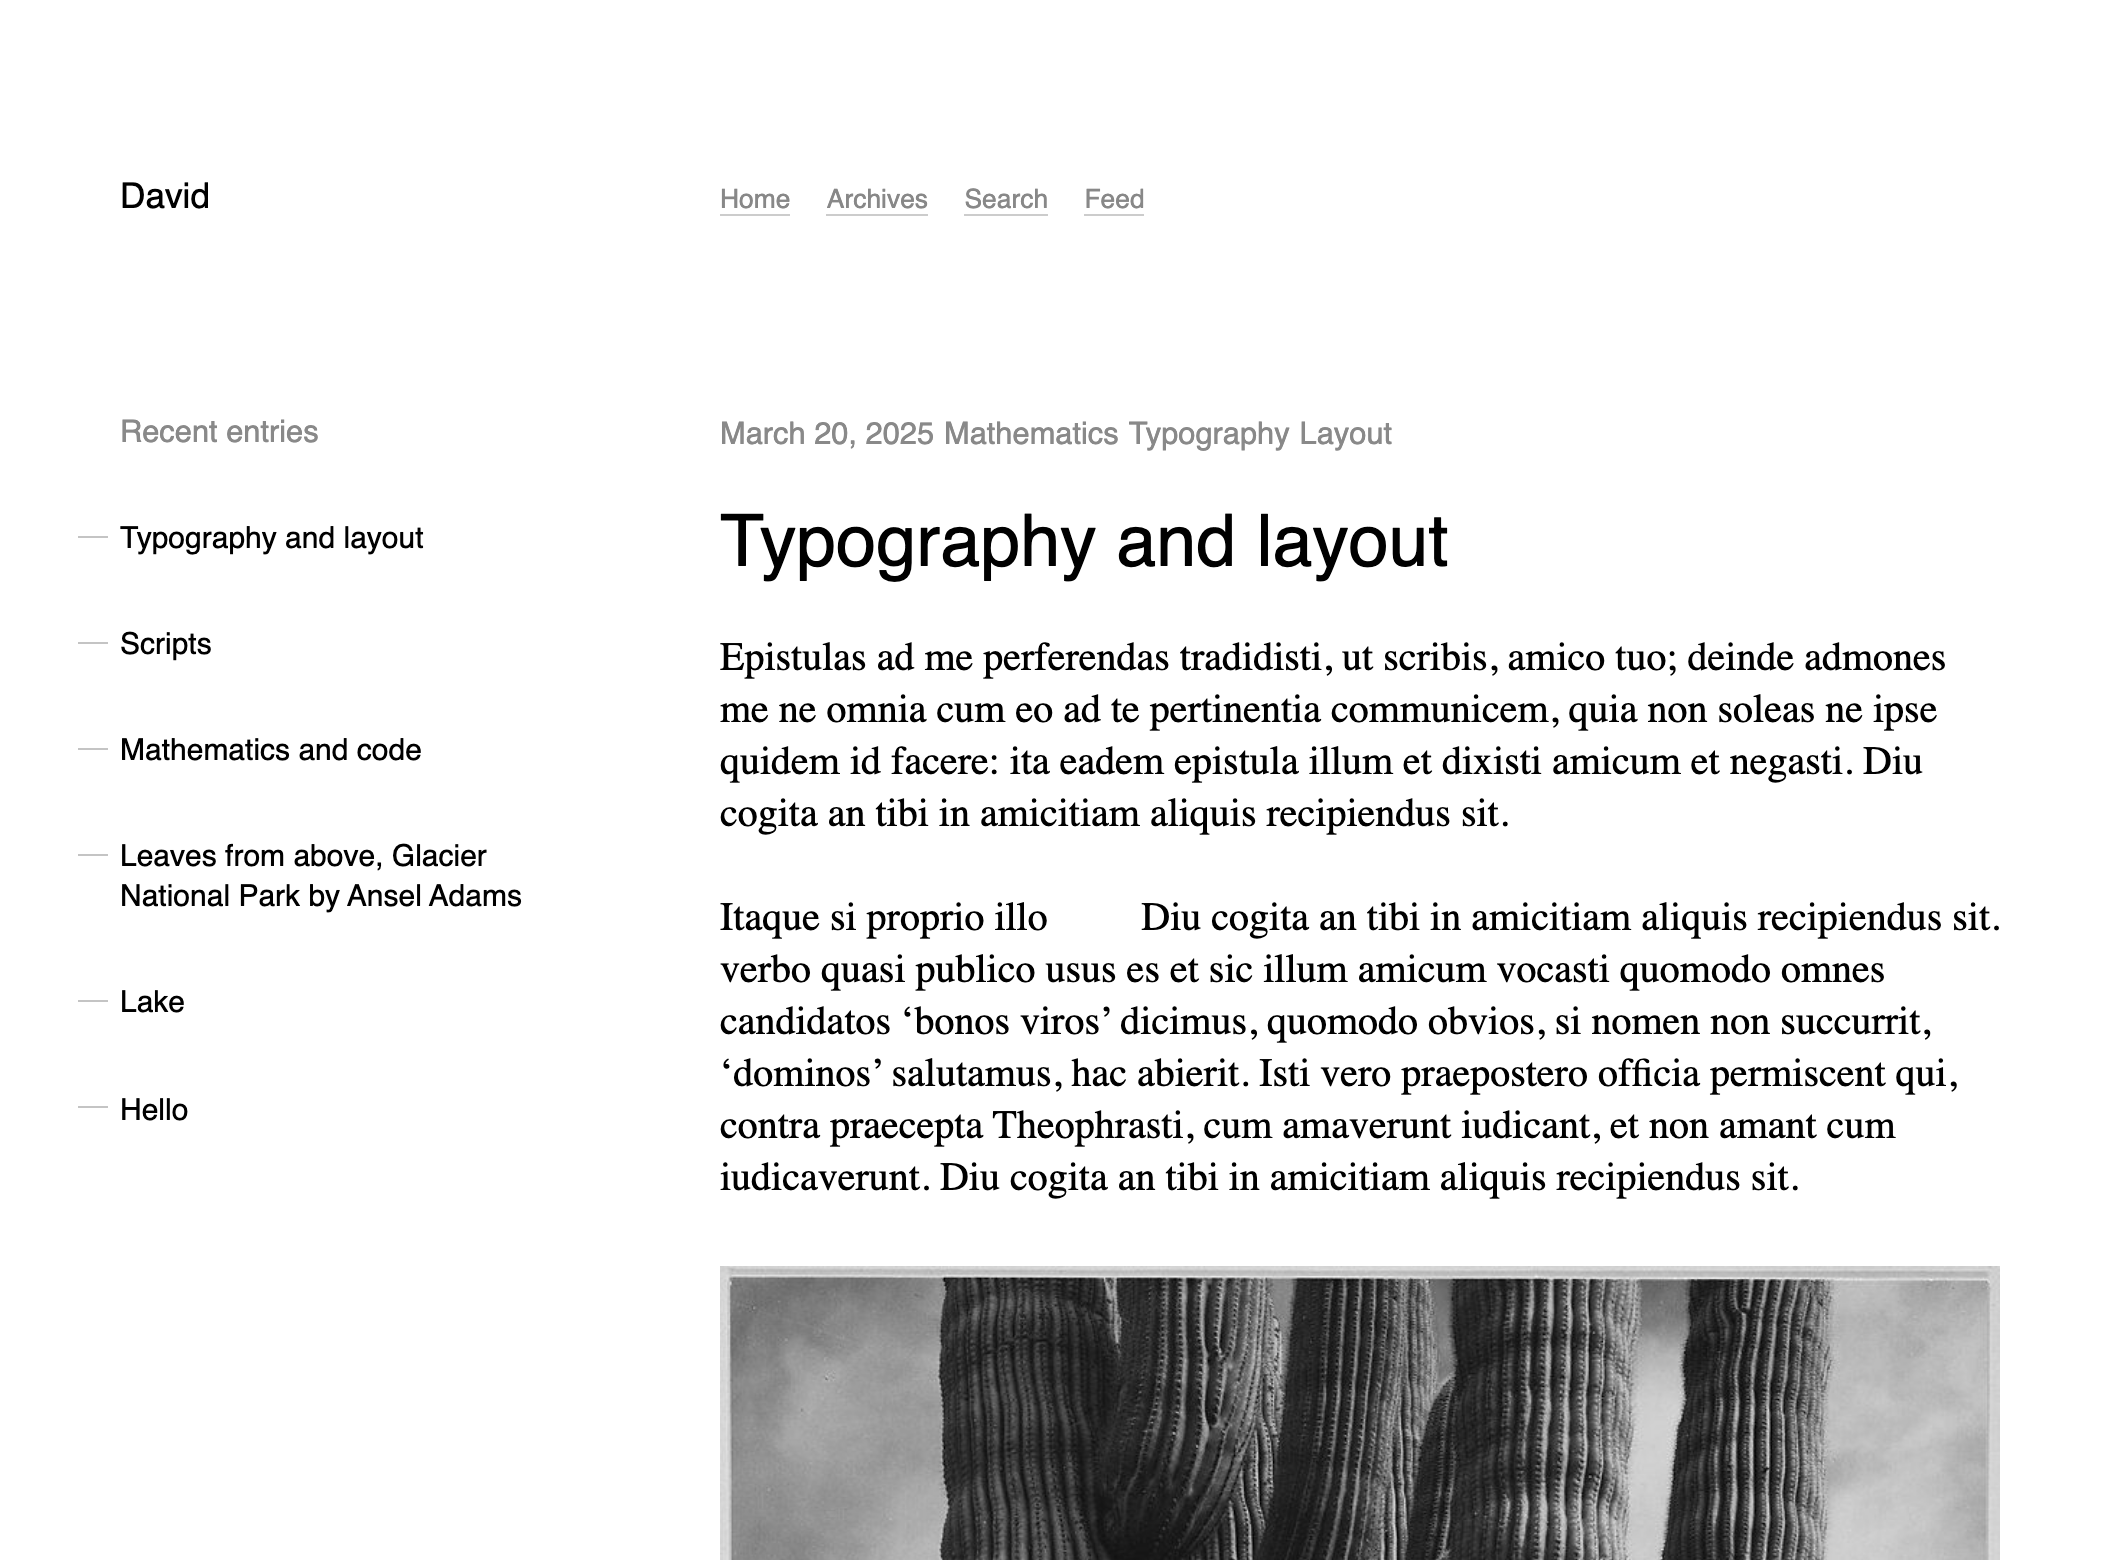 David
Home Archives Search Feed
Recent entries
Typography and layout
Scripts
Mathematics and code
Leaves from above, Glacier
National Park by Ansel Adams
Lake
Hello
March 20, 2025 Mathematics Typography Layout
Typography and layout
Epistulas ad me perferendas tradidisti, ut scribis, amico tuo; deinde admones
me ne omnia cum eo ad te pertinentia communicem, quia non soleas ne ipse
quidem id facere: ita eadem epistula illum et dixisti amicum et negasti. Diu
cogita an tibi in amicitiam aliquis recipiendus sit.
Itaque si proprio illo Diu cogita an tibi in amicitiam aliquis recipiendus sit.
verbo quasi publico usus es et sic illum amicum vocasti quomodo omnes
candidatos ‘bonos viros’ dicimus, quomodo obvios, si nomen non succurrit,
‘dominos’ salutamus, hac abierit. Isti vero praepostero officia permiscent qui,
contra praecepta Theophrasti, cum amaverunt iudicant, et non amant cum
iudicaverunt. Diu cogita an tibi in amicitiam aliquis recipiendus sit.